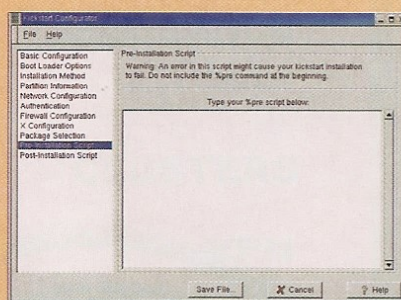 Kickstart Configurator
File Help
Basic Configuration
Boot Loader Options
Installation Method
Partition Information
Network Configuration
Authentication
Firewall Configuration
X Configuration
Package Selection
Pre-Installation Script
Post-Installation Script
Pre-Installation Script
Warning: An error in this script might cause your kickstart installation
to fail. Do not include the %pre command at the beginning.
Type your %pre script below:
Save File...
Cancel
Help